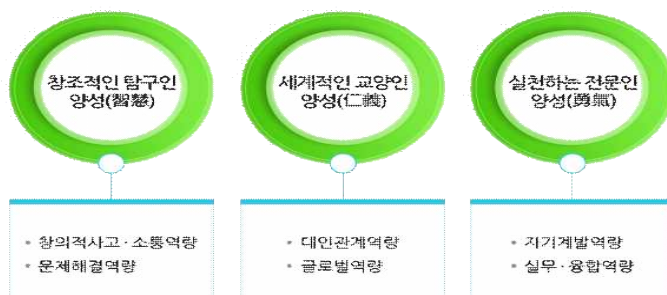 창조적인 탐구인
양성(智慧)
세계적인 교양인
양성(仁義)
실천하는 전문인
양성(勇氣)
• 창의적사고 · 소통역량
• 문제해결역량
• 대인관계역량
• 글로벌역량
• 자기계발역량
• 실무 · 융합역량